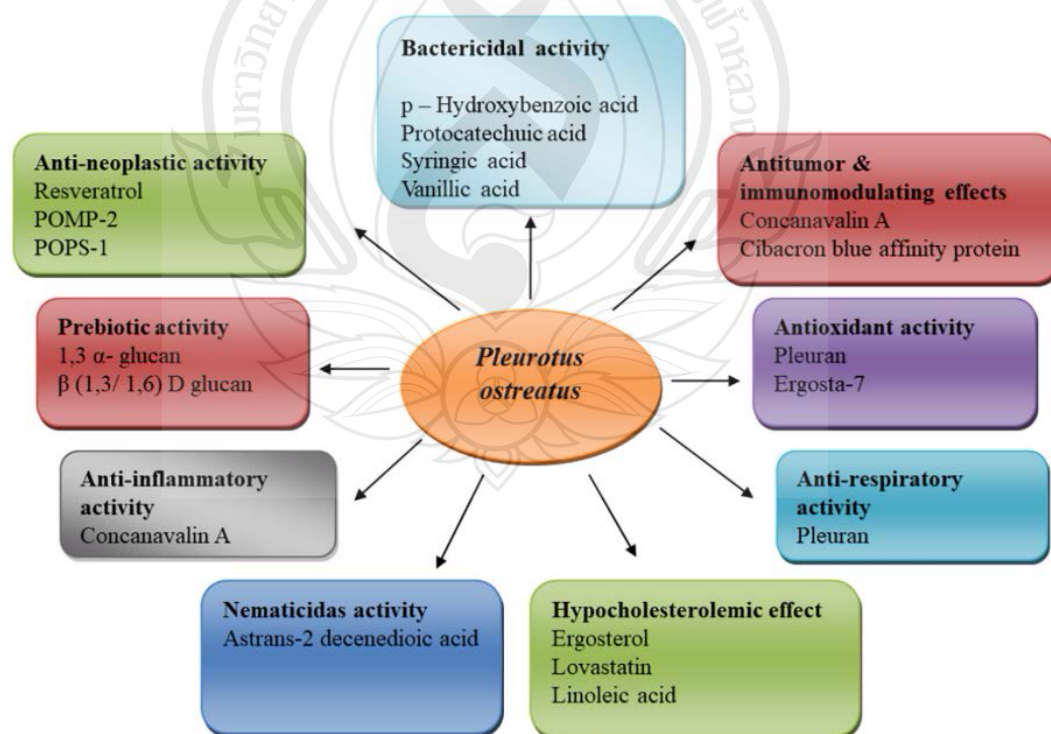 Bactericidal activity
p – Hydroxybenzoic acid
Protocatechuic acid
Syringic acid
Vanillic acid
Anti-neoplastic activity
Resveratrol
POMP-2
POPS-1
Antitumor &
immunomodulating effects
Concanavalin A
Cibacron blue affinity protein
Prebiotic activity
1,3 α- glucan
β (1,3/ 1,6) D glucan
Pleurotus
ostreatus
Antioxidant activity
Pleuran
Ergosta-7
Anti-inflammatory
activity
Concanavalin A
Anti-respiratory
activity
Pleuran
Nematicidas activity
Astrans-2 decenedioic acid
Hypocholesterolemic effect
Ergosterol
Lovastatin
Linoleic acid